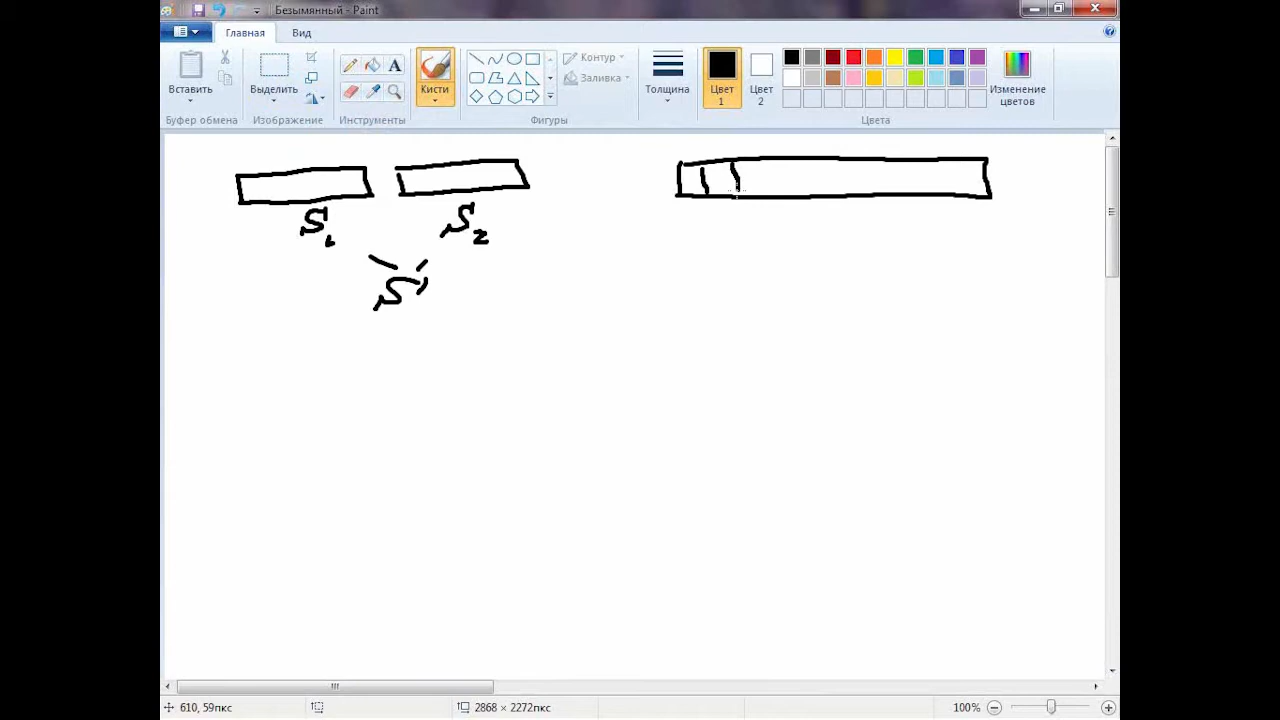 Безымянный - Paint
Главная Вид
Вставить
Выделить
Кисти
Контур
Заливка
Толщина
Цвет 1
Цвет 2
Изменение цветов
Буфер обмена Изображение Инструменты Фигуры Цвета
S₁ S₂
S
610, 59пкс 2868 × 2272пкс 100%